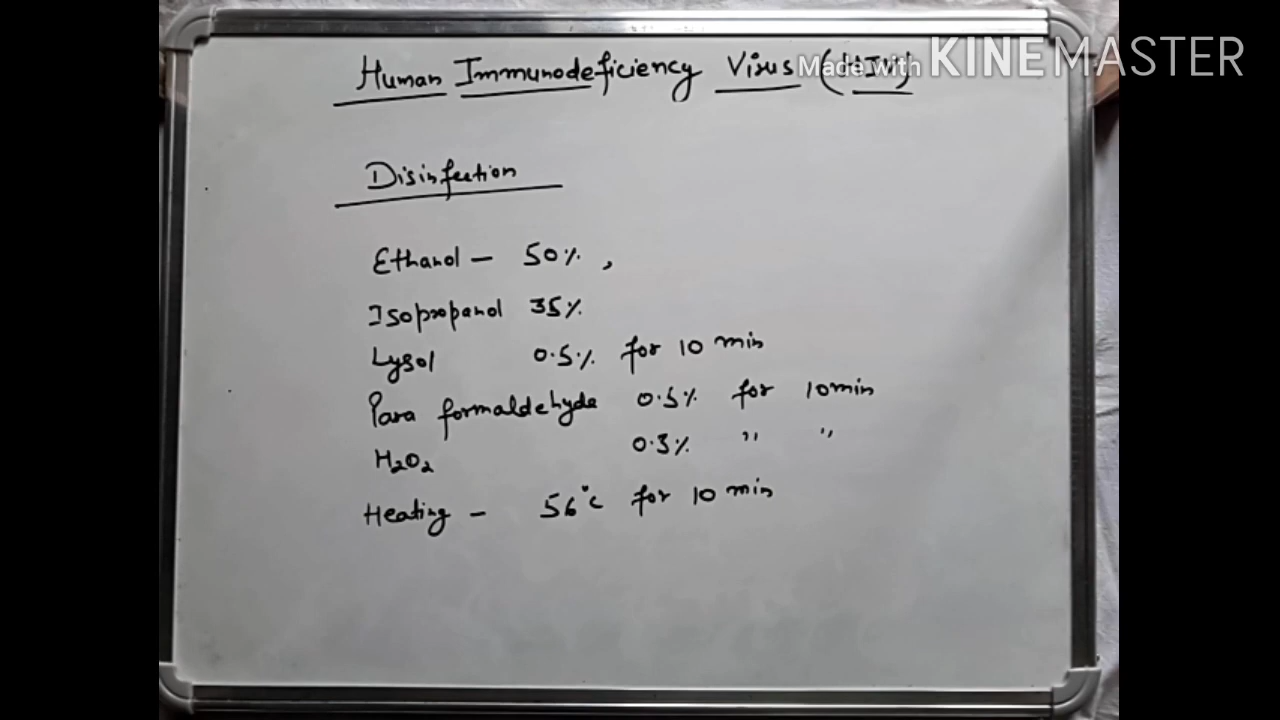 Human Immunodeficiency Virus (HIV)
Made with KINEMASTER
Disinfection
Ethanol – 50%,
Isopropanol 35%
Lysol 0.5% for 10 min
Para formaldehyde 0.5% for 10min
H₂O₂ 0.3% " "
Heating – 56°c for 10 min